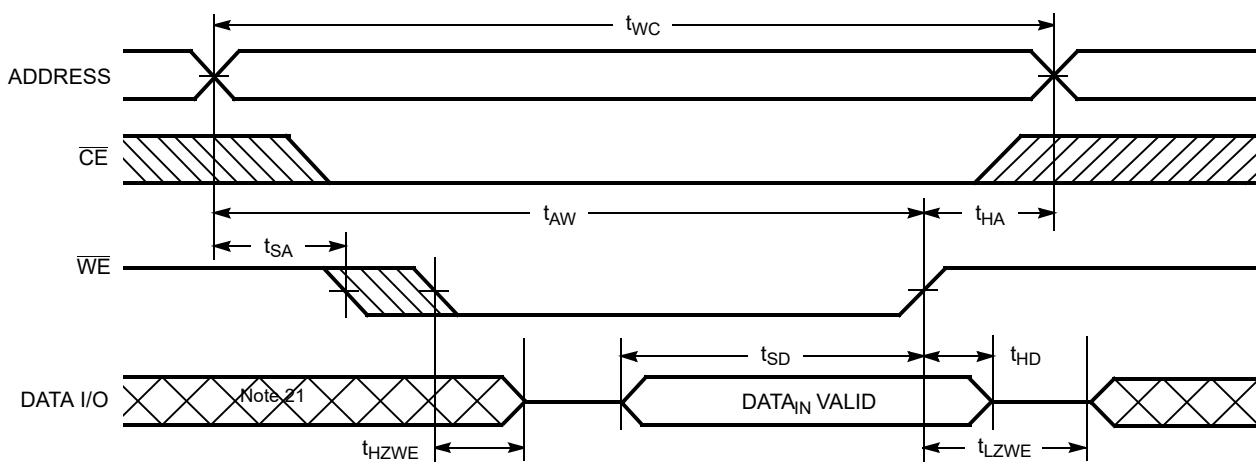 tWC
ADDRESS
CE
tAW
tHA
tSA
WE
tSD
tHD
DATA I/O
Note 21
DATAIN VALID
tHZWE
tLZWE